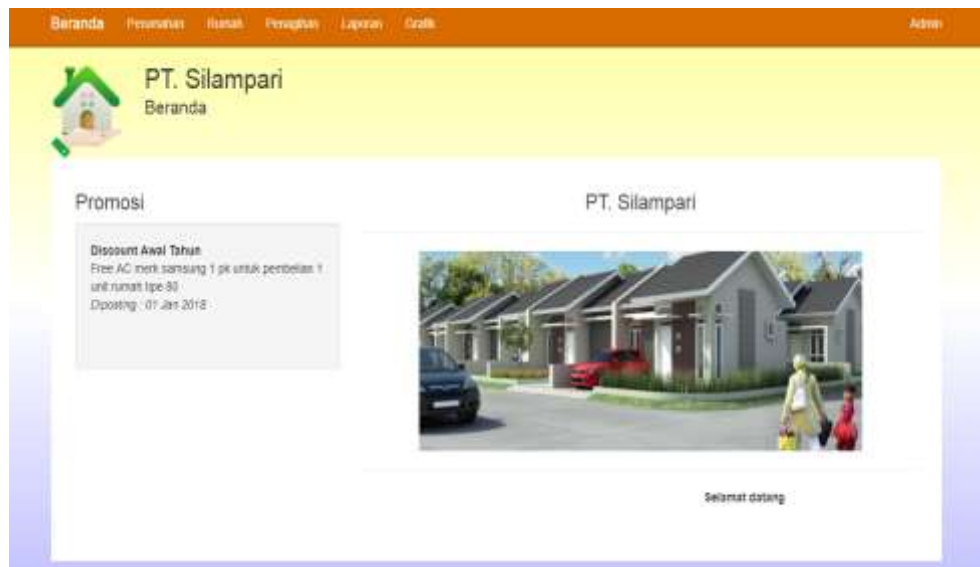 Beranda Perumahan Rumah Penagihan Laporan Grafik Admin
PT. Silampari
Beranda
Promosi
PT. Silampari
Discount Awal Tahun
Free AC merk samsung 1 pk untuk pembelian 1
unit rumah tipe 80
Diposting : 01 Jan 2018
Selamat datang